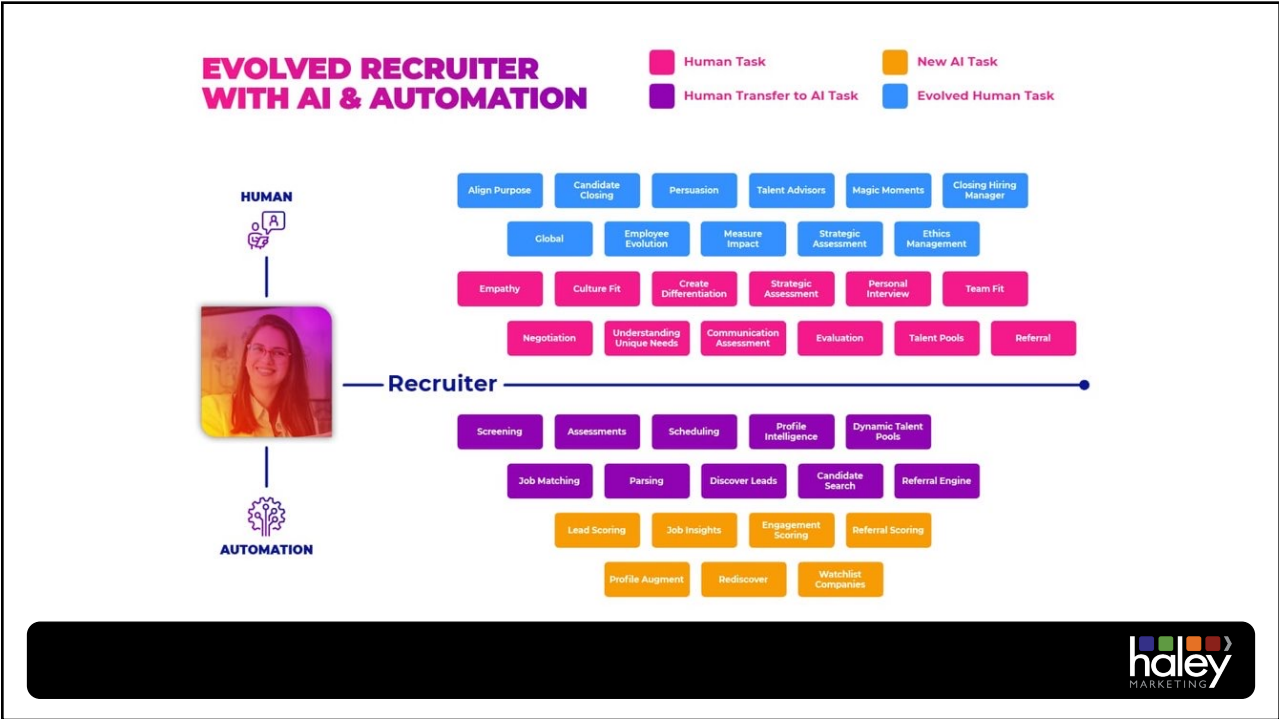 EVOLVED RECRUITER
WITH AI & AUTOMATION
Human Task
New AI Task
Human Transfer to AI Task
Evolved Human Task
HUMAN
Align Purpose
Candidate
Closing
Persuasion
Talent Advisors
Magic Moments
Closing Hiring
Manager
Global
Employee
Evolution
Measure
Impact
Strategic
Assessment
Ethics
Management
Empathy
Culture Fit
Create
Differentiation
Strategic
Assessment
Personal
Interview
Team Fit
Negotiation
Understanding
Unique Needs
Communication
Assessment
Evaluation
Talent Pools
Referral
Recruiter
Screening
Assessments
Scheduling
Profile
Intelligence
Dynamic Talent
Pools
Job Matching
Parsing
Discover Leads
Candidate
Search
Referral Engine
Lead Scoring
Job Insights
Engagement
Scoring
Referral Scoring
AUTOMATION
Profile Augment
Rediscover
Watchlist
Companies
haley
MARKETING